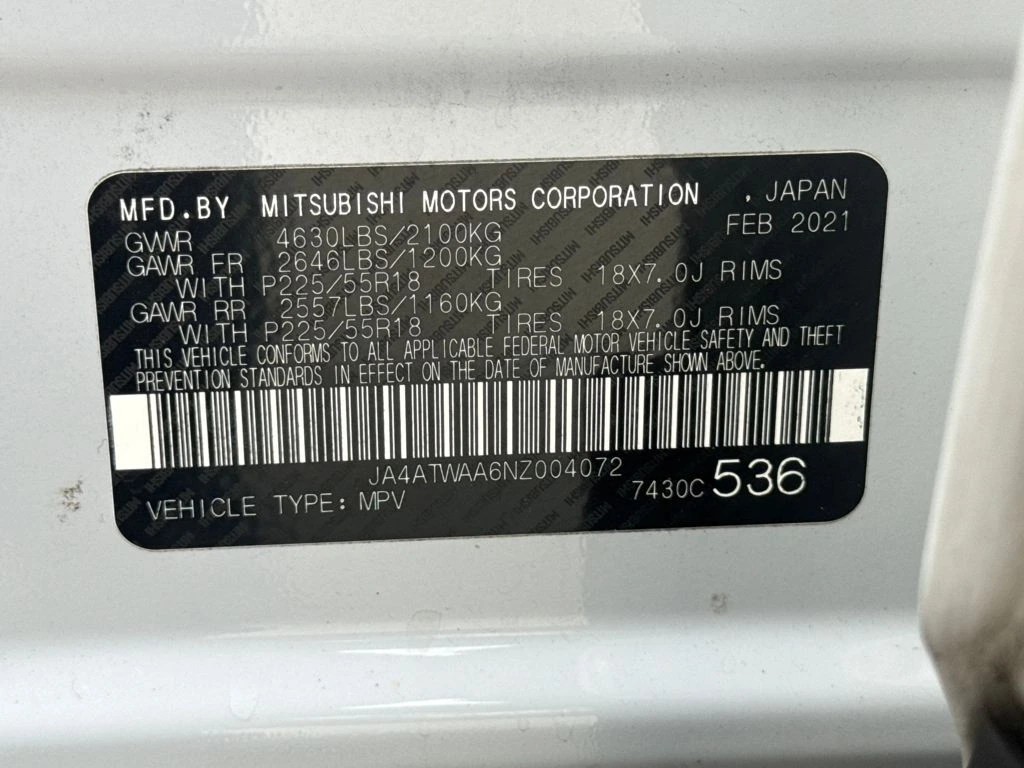 MFD.BY MITSUBISHI MOTORS CORPORATION , JAPAN
FEB 2021
GVWR 4630LBS/2100KG
GAWR FR 2646LBS/1200KG
WITH P225/55R18 TIRES 18X7.0J RIMS
GAWR RR 2557LBS/1160KG
WITH P225/55R18 TIRES 18X7.0J RIMS
THIS VEHICLE CONFORMS TO ALL APPLICABLE FEDERAL MOTOR VEHICLE SAFETY AND THEFT
PREVENTION STANDARDS IN EFFECT ON THE DATE OF MANUFACTURE SHOWN ABOVE.
JA4ATWAA6NZ004072
7430C 536
VEHICLE TYPE: MPV